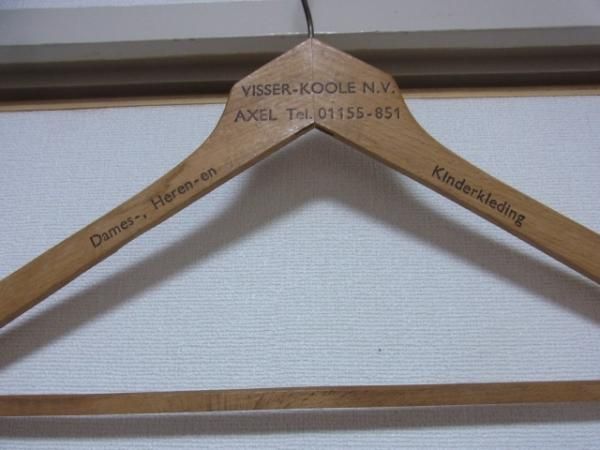 VISSER-KOOLE N.V.
AXEL Tel. 01155-851
Dames-, Heren-en
Kinderkleding